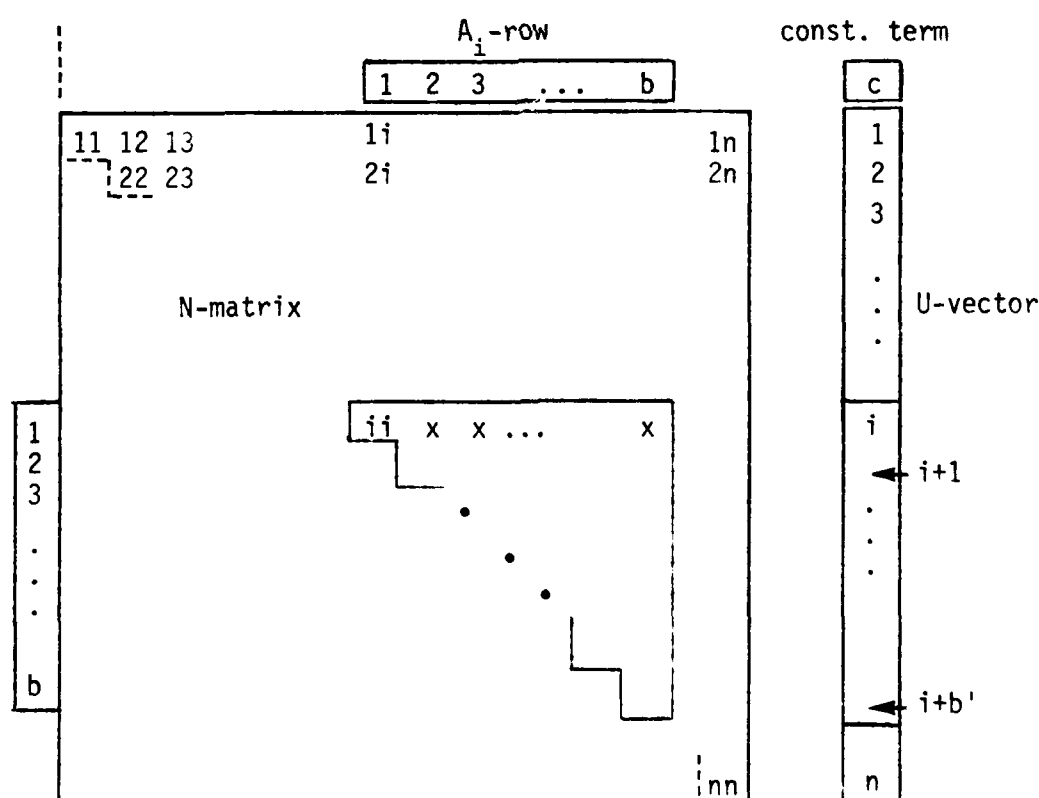 A_i-row const. term
1 2 3 ... b c
11 12 13 1i 1n 1
22 23 2i 2n 2
3
.
N-matrix . U-vector
.
1 ii x x ... x i
2
3 i+1
. .
. .
. .
b
i+b'
nn n